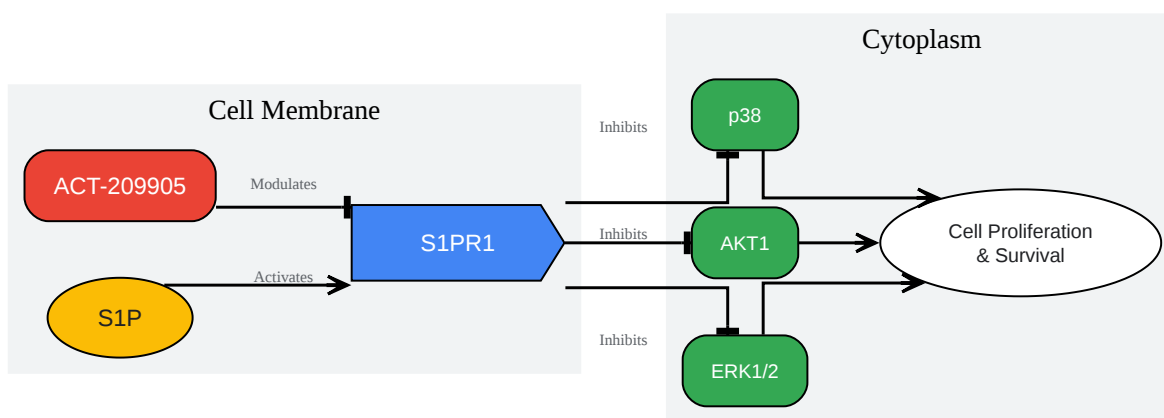 Cytoplasm
Cell Membrane
p38
Inhibits
ACT-209905
Modulates
S1PR1
Inhibits
AKT1
Cell Proliferation
& Survival
Activates
S1P
Inhibits
ERK1/2